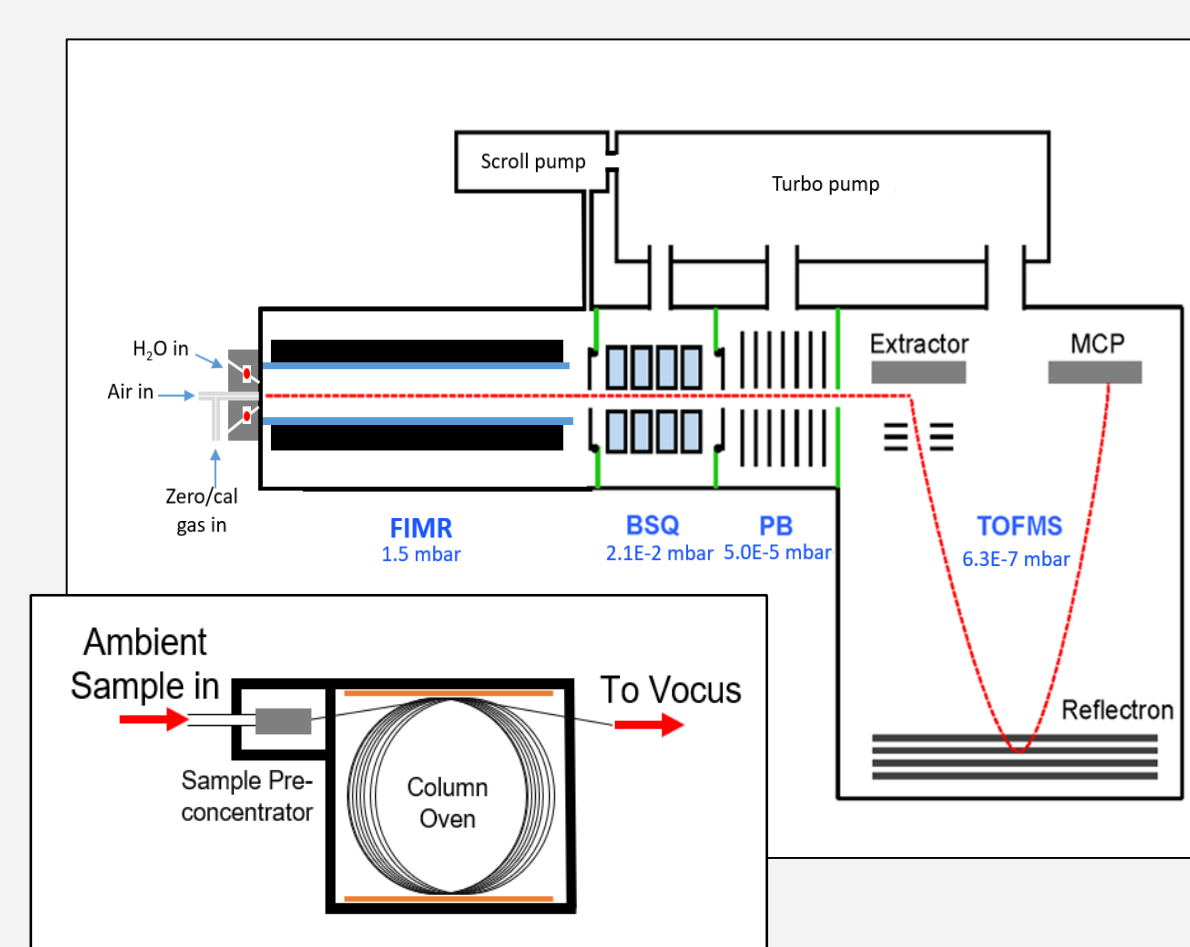 Scroll pump
Turbo pump
H₂O in
Air in
Zero/cal
gas in
Extractor
MCP
FIMR
1.5 mbar
BSQ
2.1E-2 mbar
PB
5.0E-5 mbar
TOFMS
6.3E-7 mbar
Reflectron
Ambient
Sample in
To Vocus
Sample Pre-
concentrator
Column
Oven